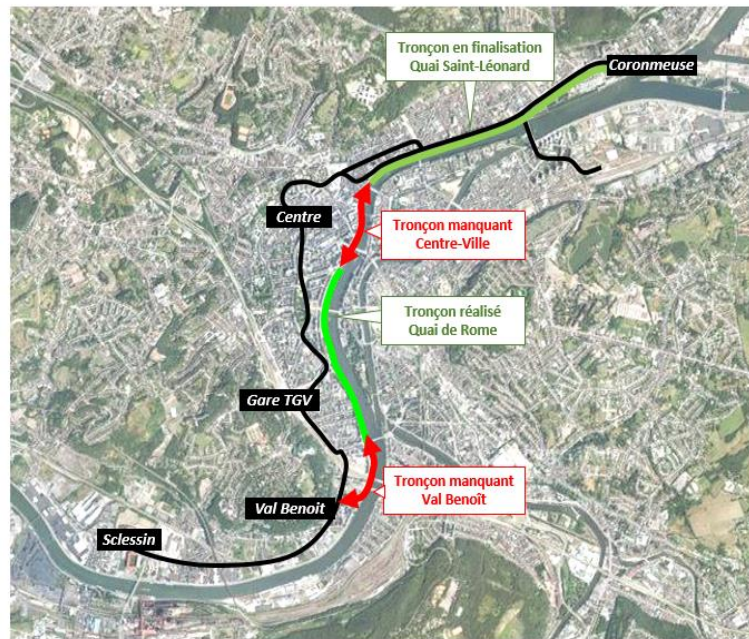 Tronçon en finalisation
Quai Saint-Léonard
Coronmeuse
Centre
Tronçon manquant
Centre-Ville
Tronçon réalisé
Quai de Rome
Gare TGV
Tronçon manquant
Val Benoît
Val Benoit
Sclessin